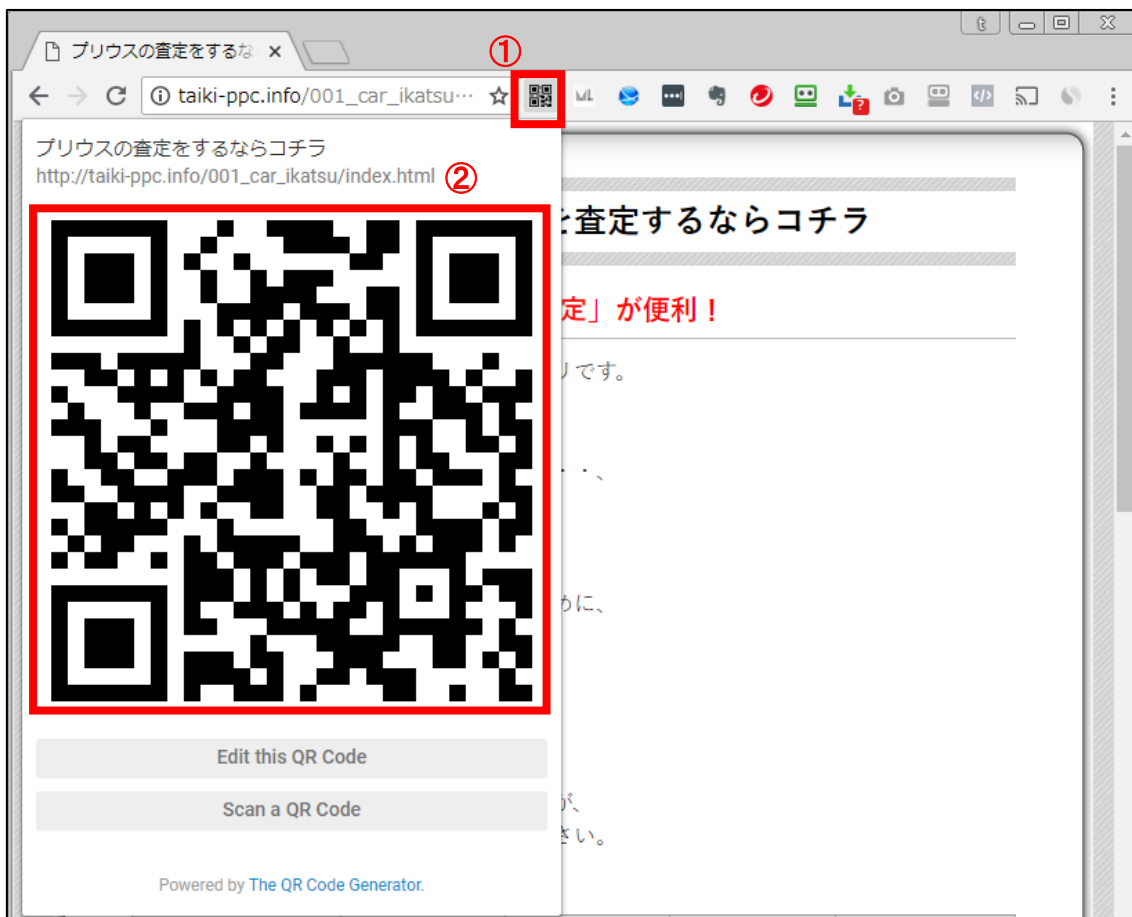 プリウスの査定をするな
①
taiki-ppc.info/001_car_ikatsu…
ML
?
プリウスの査定をするならコチラ
http://taiki-ppc.info/001_car_ikatsu/index.html
②
査定するならコチラ
定」が便利！
リです。
・・、
めに、
が、
さい。
Edit this QR Code
Scan a QR Code
Powered by The QR Code Generator.